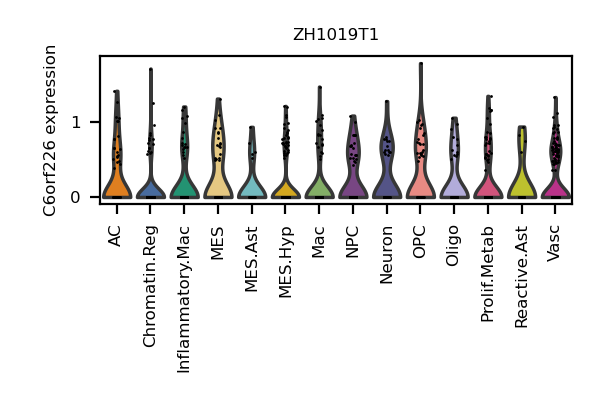 ZH1019T1
C6orf226 expression
1
0
AC
Chromatin.Reg
Inflammatory.Mac
MES
MES.Ast
MES.Hyp
Mac
NPC
Neuron
OPC
Oligo
Prolif.Metab
Reactive.Ast
Vasc